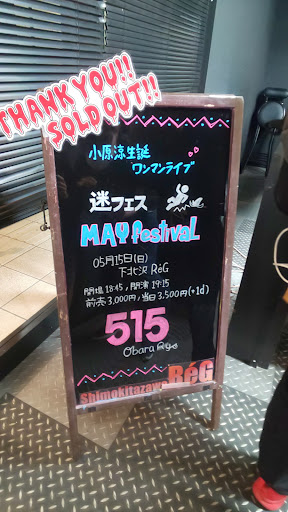 THANK YOU!!
SOLD OUT!!
小原涼生誕
ワンマンライブ
迷フェス
MAY festivaL
05月15日(日)
下北沢 RéG
開場 18:45 / 開演 19:15
前売 3,000円 / 当日 3,500円 (+1d)
515
Obara Ryo
Shimokitazawa RéG